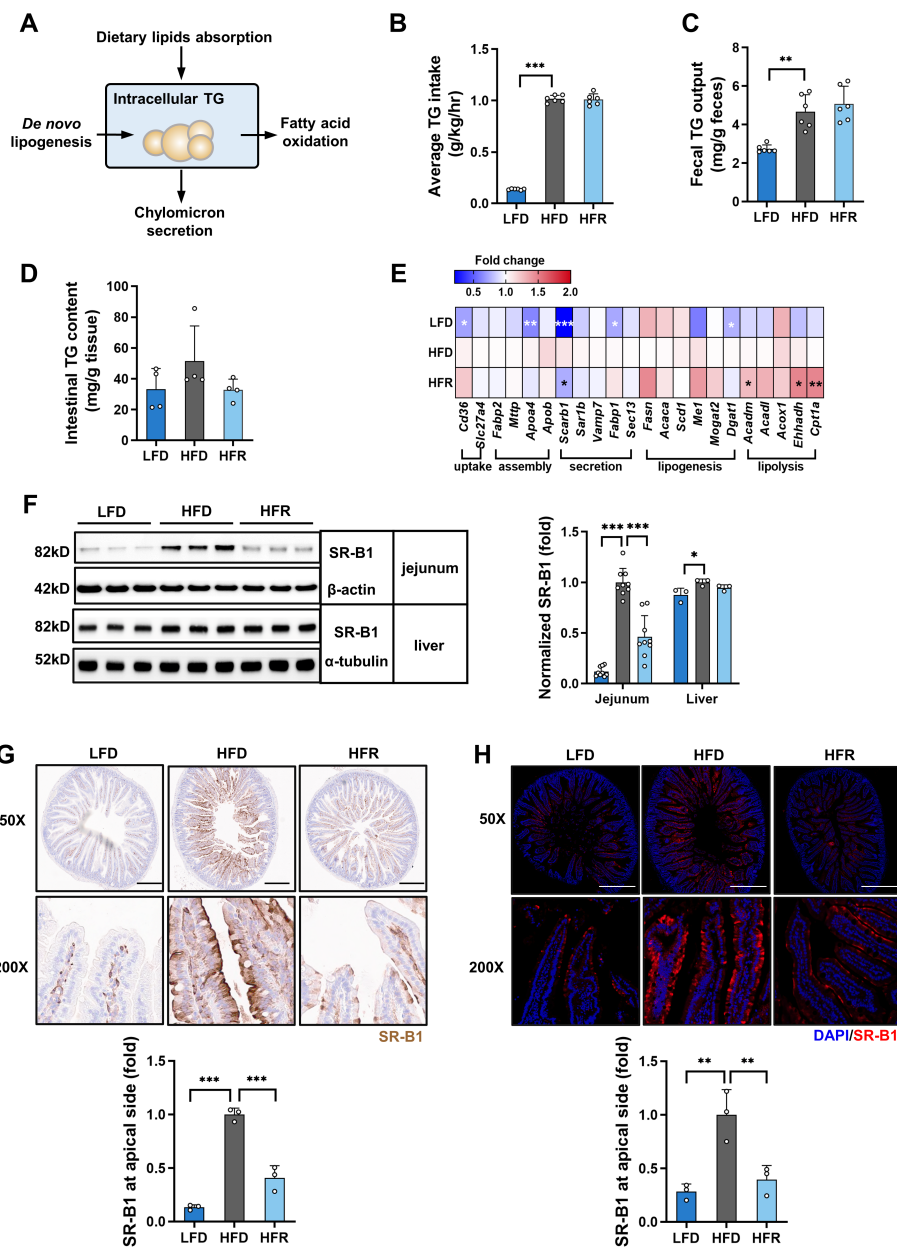 A
Dietary lipids absorption
Intracellular TG
De novo
lipogenesis
Fatty acid
oxidation
Chylomicron
secretion
B
Average TG intake
(g/kg/hr)
1.5
1.0
0.5
0.0
***
LFD HFD HFR
C
Fecal TG output
(mg/g feces)
8
6
4
2
0
**
LFD HFD HFR
D
Intestinal TG content
(mg/g tissue)
100
80
60
40
20
0
LFD HFD HFR
E
Fold change
0.5 1.0 1.5 2.0
LFD
* ** *** * *
HFD
HFR
* * * **
Cd36 Slc27a4 Fabp2 Mttp Apoa4 Apob Scarb1 Sar1b Vamp7 Fabp1 Sec13 Fasn Acaca Scd1 Me1 Mogat2 Dgat1 Acadm Acadl Acox1 Ehhadh Cpt1a
uptake assembly secretion lipogenesis lipolysis
F
LFD HFD HFR
82kD SR-B1
42kD β-actin
jejunum
82kD SR-B1
52kD α-tubulin
liver
Normalized SR-B1 (fold)
1.5
1.0
0.5
0.0
*** ***
*
Jejunum Liver
G
LFD HFD HFR
50X
200X
SR-B1
SR-B1 at apical side (fold)
1.5
1.0
0.5
0.0
*** ***
LFD HFD HFR
H
LFD HFD HFR
50X
200X
DAPI/SR-B1
SR-B1 at apical side (fold)
1.5
1.0
0.5
0.0
** **
LFD HFD HFR